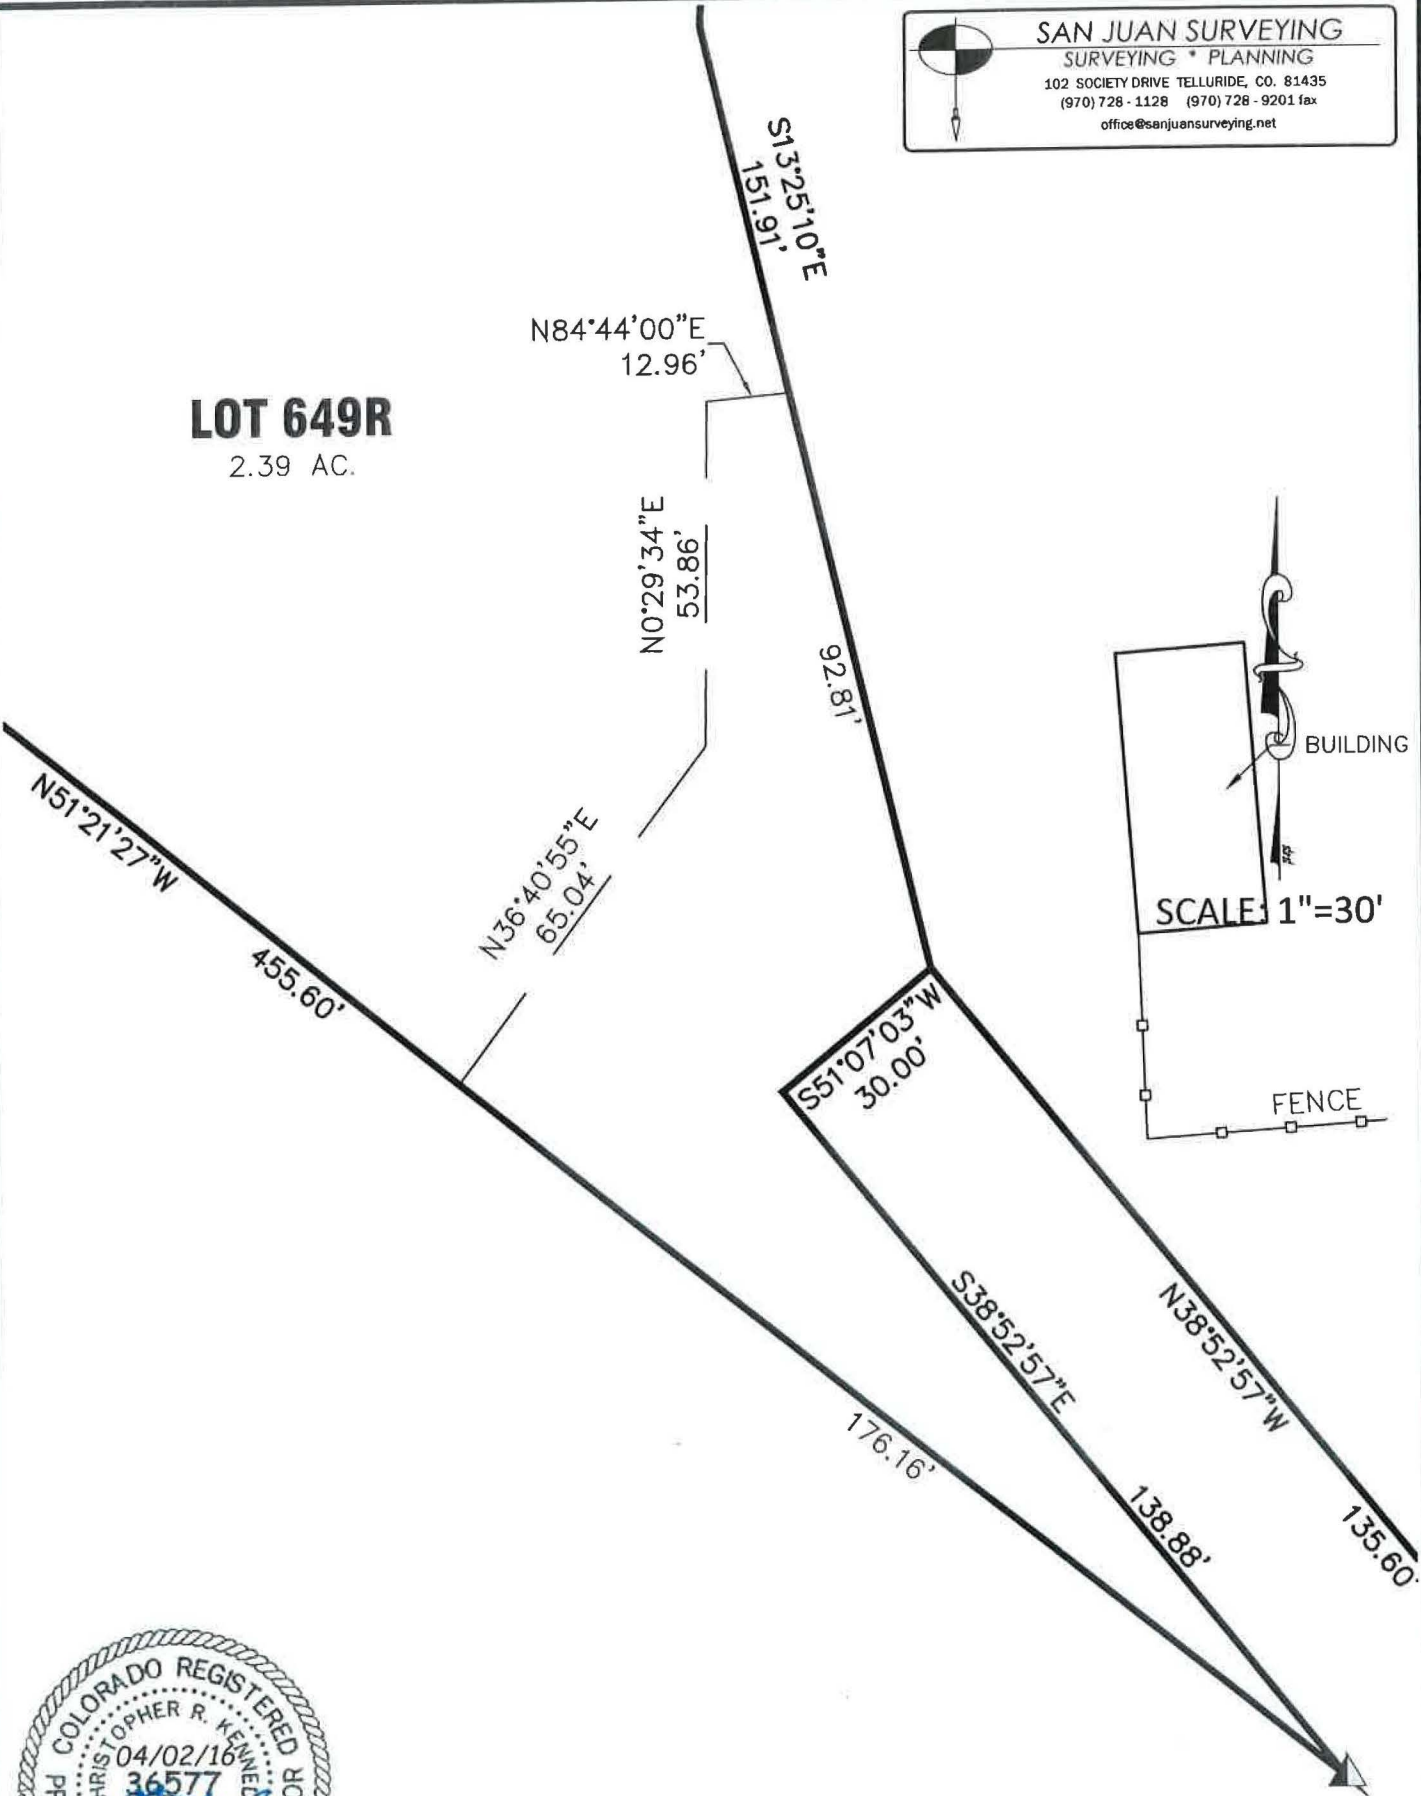 SAN JUAN SURVEYING
SURVEYING * PLANNING
102 SOCIETY DRIVE TELLURIDE, CO. 81435
(970) 728 - 1128 (970) 728 - 9201 fax
office@sanjuansurveying.net
S13°25'10"E
151.91'
N84°44'00"E
12.96'
LOT 649R
2.39 AC.
N0°29'34"E
53.86'
92.81'
BUILDING
N51°21'27"W
455.60'
N36°40'55"E
65.04'
SCALE: 1"=30'
S51°07'03"W
30.00'
FENCE
S38°52'57"E
138.88'
N38°52'57"W
135.60'
176.16'
COLORADO REGISTERED
R. KENNED
04/02/16
36577